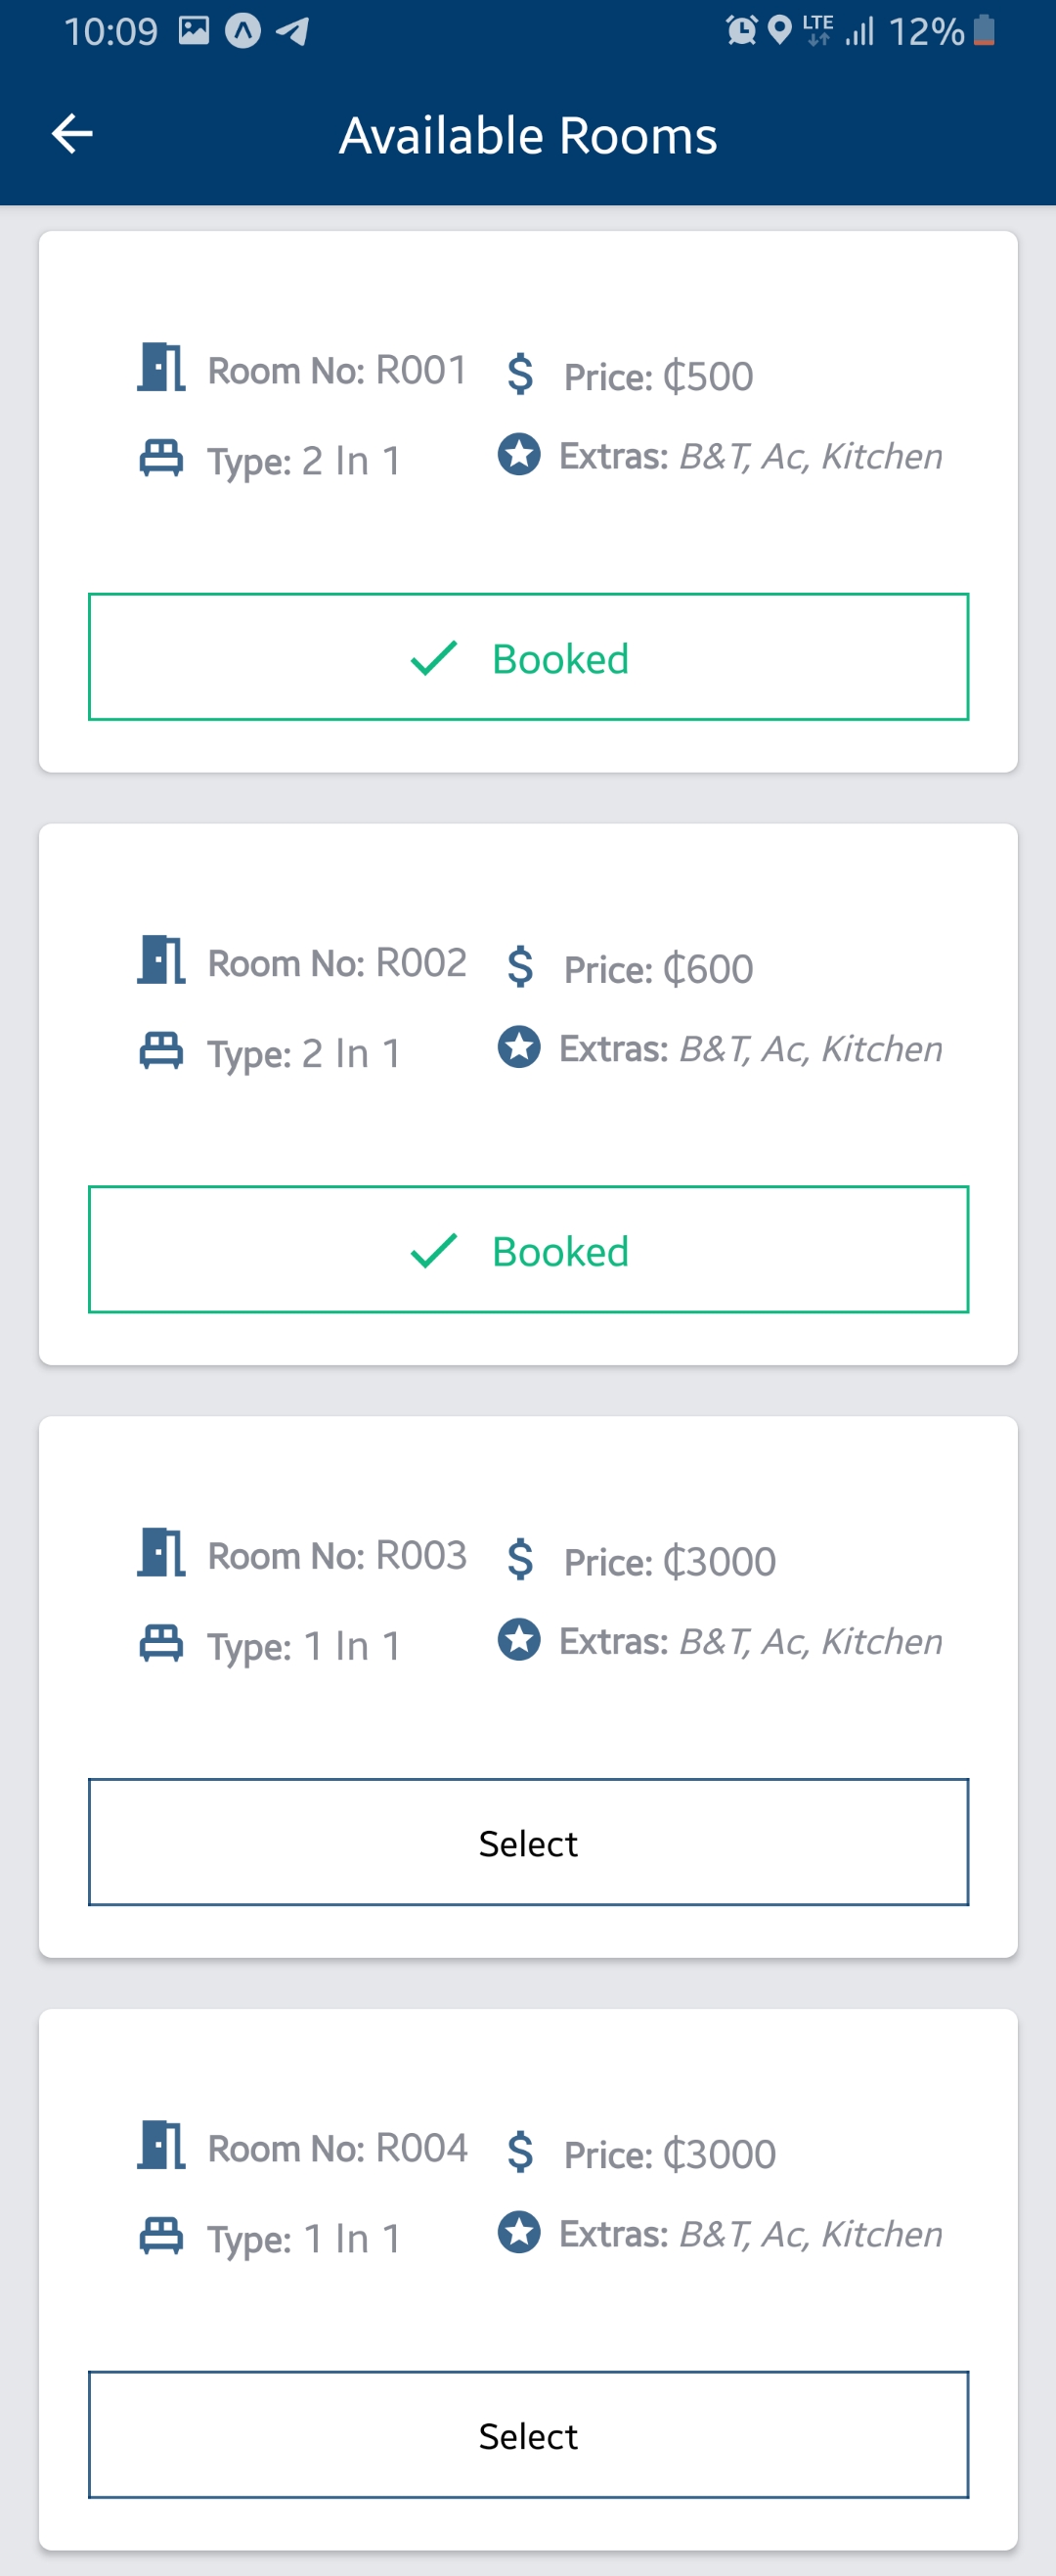 10:09 LTE 12%
Available Rooms
Room No: R001 $ Price: ₵500
Type: 2 In 1 Extras: B&T, Ac, Kitchen
Booked
Room No: R002 $ Price: ₵600
Type: 2 In 1 Extras: B&T, Ac, Kitchen
Booked
Room No: R003 $ Price: ₵3000
Type: 1 In 1 Extras: B&T, Ac, Kitchen
Select
Room No: R004 $ Price: ₵3000
Type: 1 In 1 Extras: B&T, Ac, Kitchen
Select